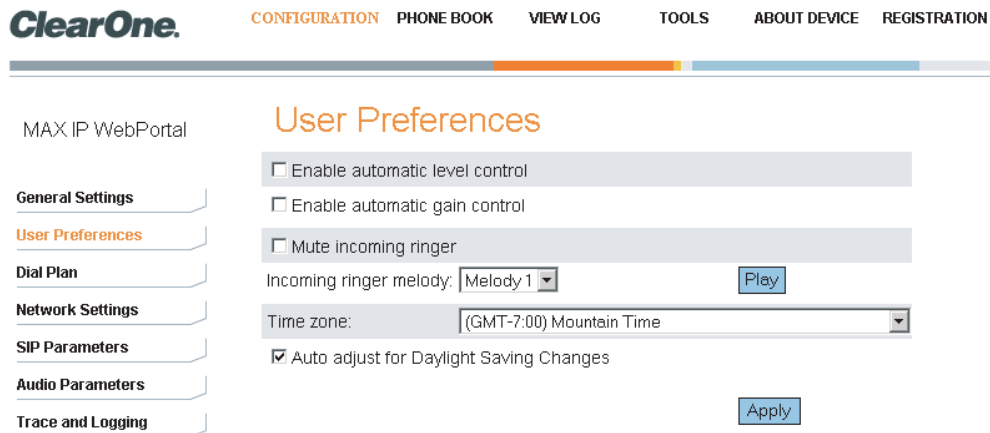 ClearOne.
CONFIGURATION PHONE BOOK VIEW LOG TOOLS ABOUT DEVICE REGISTRATION
MAX IP WebPortal
General Settings
User Preferences
Dial Plan
Network Settings
SIP Parameters
Audio Parameters
Trace and Logging
User Preferences
Enable automatic level control
Enable automatic gain control
Mute incoming ringer
Incoming ringer melody: Melody 1 Play
Time zone: (GMT-7:00) Mountain Time
Auto adjust for Daylight Saving Changes
Apply